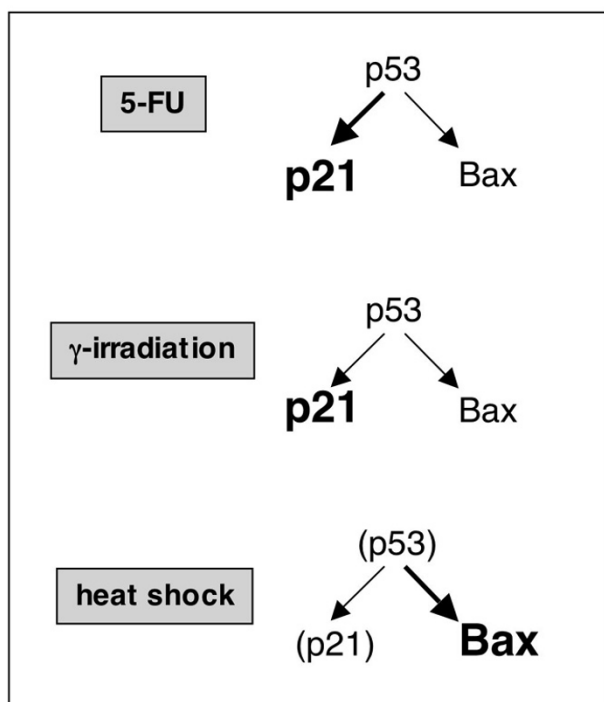 p53
5-FU
p21 Bax
p53
γ-irradiation
p21 Bax
(p53)
heat shock
(p21) Bax